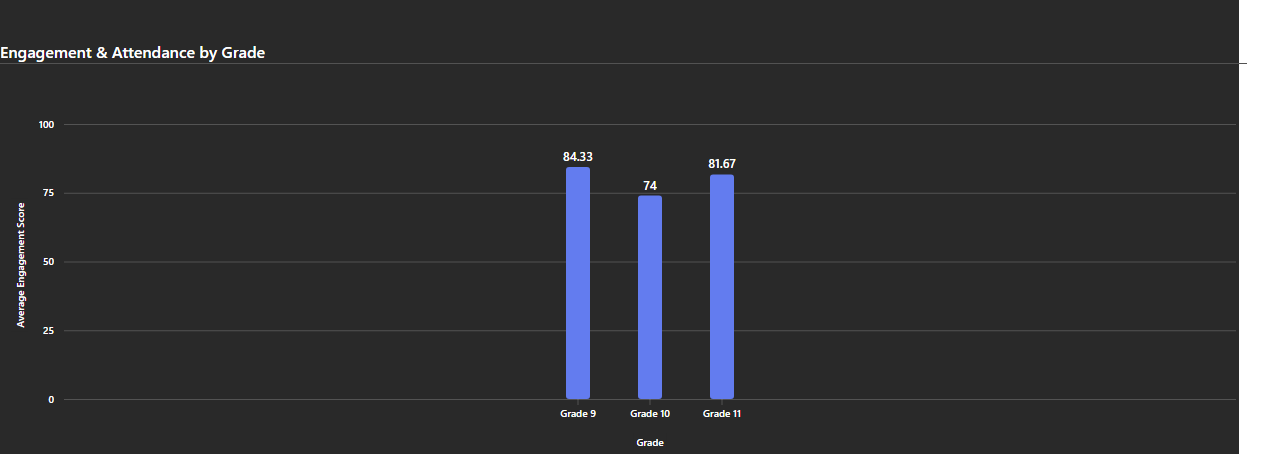 Engagement & Attendance by Grade
100
75
50
25
0
Average Engagement Score
84.33
74
81.67
Grade 9
Grade 10
Grade 11
Grade